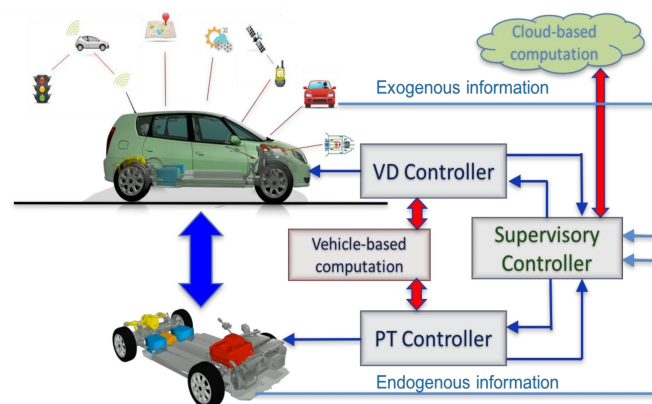 Cloud-based
computation
Exogenous information
VD Controller
Vehicle-based
computation
Supervisory
Controller
PT Controller
Endogenous information